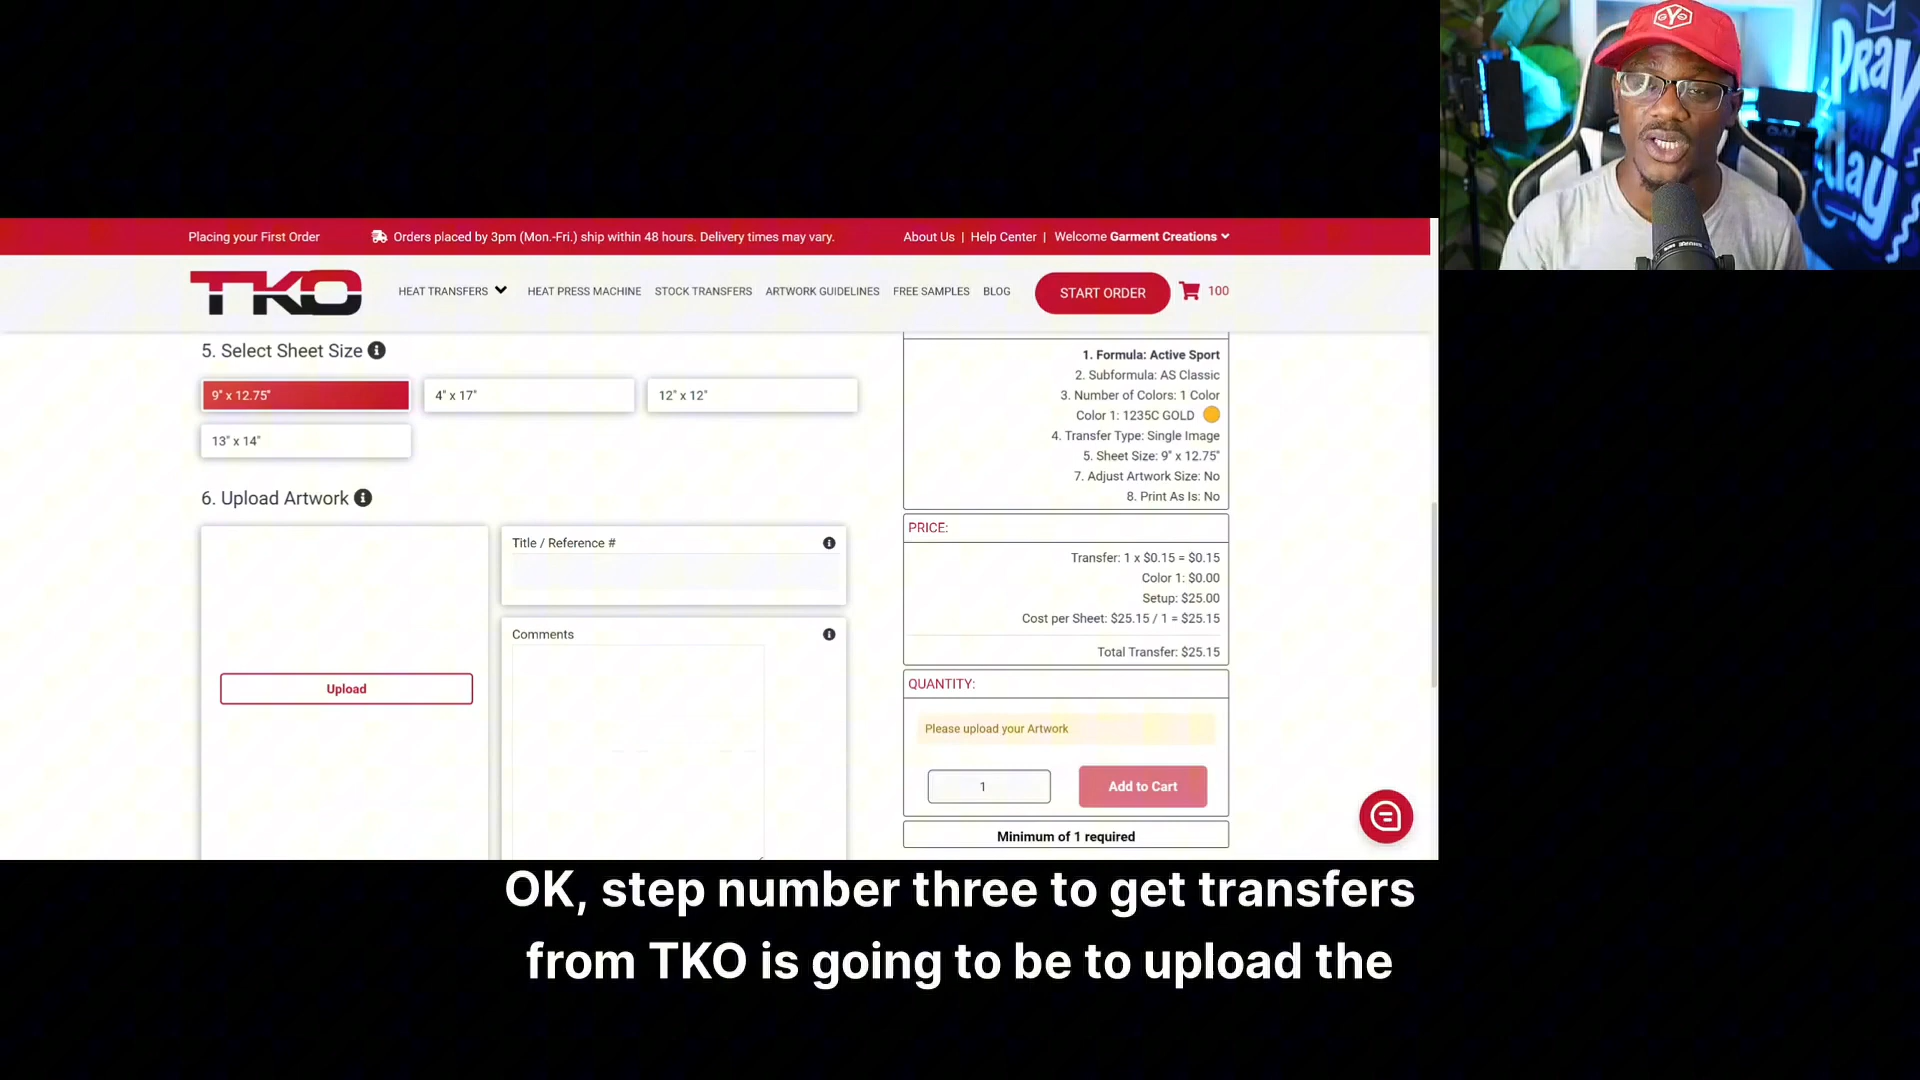 Placing your First Order
Orders placed by 3pm (Mon.-Fri.) ship within 48 hours. Delivery times may vary.
About Us | Help Center | Welcome Garment Creations
TKO
HEAT TRANSFERS
HEAT PRESS MACHINE
STOCK TRANSFERS
ARTWORK GUIDELINES
FREE SAMPLES
BLOG
START ORDER
100
5. Select Sheet Size
9" x 12.75"
4" x 17"
12" x 12"
13" x 14"
6. Upload Artwork
Upload
Title / Reference #
Comments
1. Formula: Active Sport
2. Subformula: AS Classic
3. Number of Colors: 1 Color
Color 1: 1235C GOLD
4. Transfer Type: Single Image
5. Sheet Size: 9" x 12.75"
7. Adjust Artwork Size: No
8. Print As Is: No
PRICE:
Transfer: 1 x $0.15 = $0.15
Color 1: $0.00
Setup: $25.00
Cost per Sheet: $25.15 / 1 = $25.15
Total Transfer: $25.15
QUANTITY:
Please upload your Artwork
1
Add to Cart
Minimum of 1 required
Pray
day
OK, step number three to get transfers
from TKO is going to be to upload the